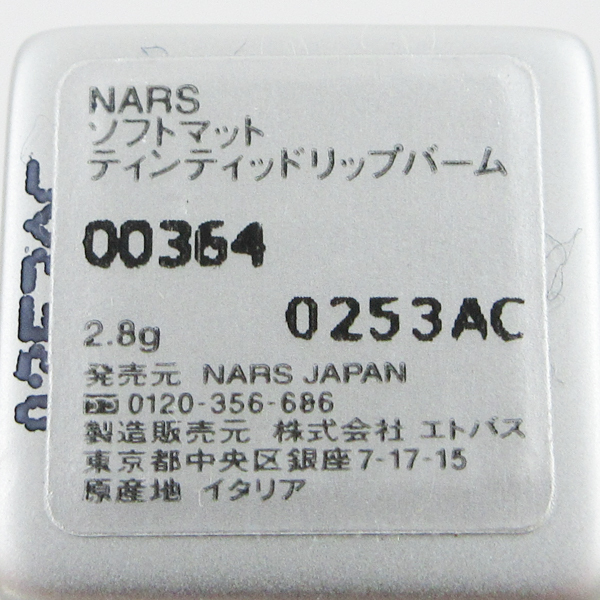 NARS
ソフトマット
ティンティッドリップバーム
00364
0253AC
2.8g
発売元 NARS JAPAN
0120-356-686
製造販売元 株式会社 エトバス
東京都中央区銀座7-17-15
原産地 イタリア